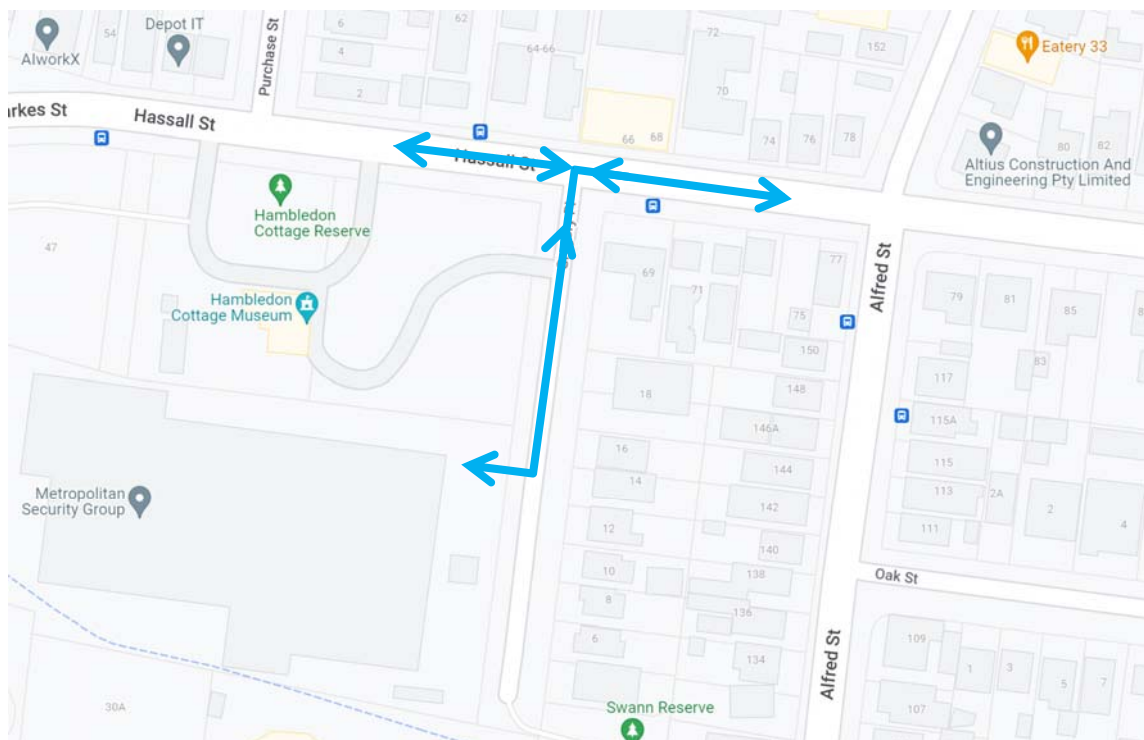 Depot IT
54
AlworkX
Purchase St
6
4
2
62
64-66
72
70
152
Eatery 33
arkes St
Hassall St
66
68
74
76
78
80
82
Altius Construction And
Engineering Pty Limited
Hassall St
Hambledon
Cottage Reserve
47
Hambledon
Cottage Museum
69
71
77
75
150
Alfred St
79
81
85
8
83
117
18
148
146A
115A
16
14
144
115
Metropolitan
Security Group
142
113
2A
2
4
12
111
140
10
138
Oak St
8
136
6
134
Alfred St
109
1
3
5
7
30A
107
Swann Reserve